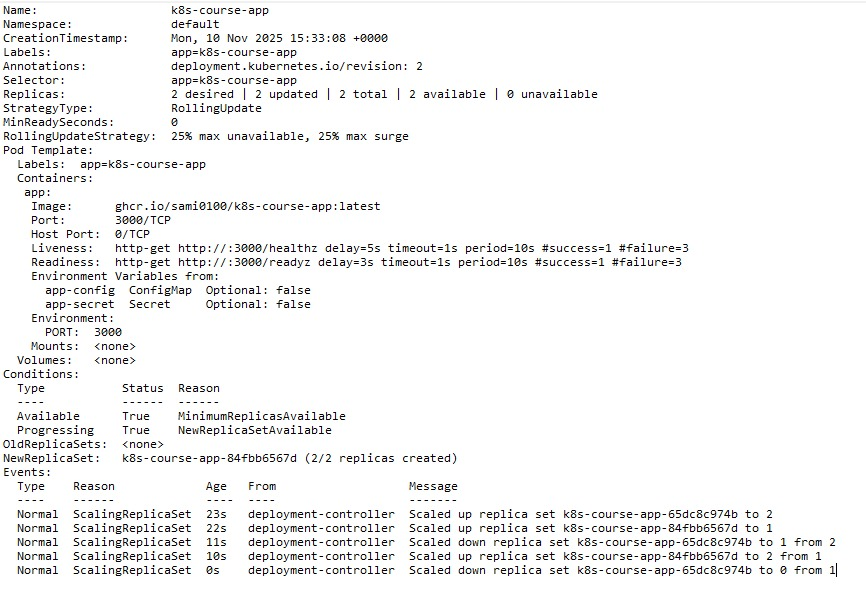 Name:                   k8s-course-app
Namespace:              default
CreationTimestamp:      Mon, 10 Nov 2025 15:33:08 +0000
Labels:                 app=k8s-course-app
Annotations:            deployment.kubernetes.io/revision: 2
Selector:               app=k8s-course-app
Replicas:               2 desired | 2 updated | 2 total | 2 available | 0 unavailable
StrategyType:           RollingUpdate
MinReadySeconds:        0
RollingUpdateStrategy:  25% max unavailable, 25% max surge
Pod Template:
  Labels:  app=k8s-course-app
  Containers:
   app:
    Image:      ghcr.io/sami0100/k8s-course-app:latest
    Port:       3000/TCP
    Host Port:  0/TCP
    Liveness:   http-get http://:3000/healthz delay=5s timeout=1s period=10s #success=1 #failure=3
    Readiness:  http-get http://:3000/readyz delay=3s timeout=1s period=10s #success=1 #failure=3
    Environment Variables from:
      app-config  ConfigMap  Optional: false
      app-secret  Secret     Optional: false
    Environment:
      PORT:  3000
    Mounts:  <none>
  Volumes:   <none>
Conditions:
  Type           Status  Reason
  ----           ------  ------
  Available      True    MinimumReplicasAvailable
  Progressing    True    NewReplicaSetAvailable
OldReplicaSets:  <none>
NewReplicaSet:   k8s-course-app-84fbb6567d (2/2 replicas created)
Events:
  Type    Reason             Age   From                   Message
  ----    ------             ----  ----                   -------
  Normal  ScalingReplicaSet  23s   deployment-controller  Scaled up replica set k8s-course-app-65dc8c974b to 2
  Normal  ScalingReplicaSet  22s   deployment-controller  Scaled up replica set k8s-course-app-84fbb6567d to 1
  Normal  ScalingReplicaSet  11s   deployment-controller  Scaled down replica set k8s-course-app-65dc8c974b to 1 from 2
  Normal  ScalingReplicaSet  10s   deployment-controller  Scaled up replica set k8s-course-app-84fbb6567d to 2 from 1
  Normal  ScalingReplicaSet  0s    deployment-controller  Scaled down replica set k8s-course-app-65dc8c974b to 0 from 1